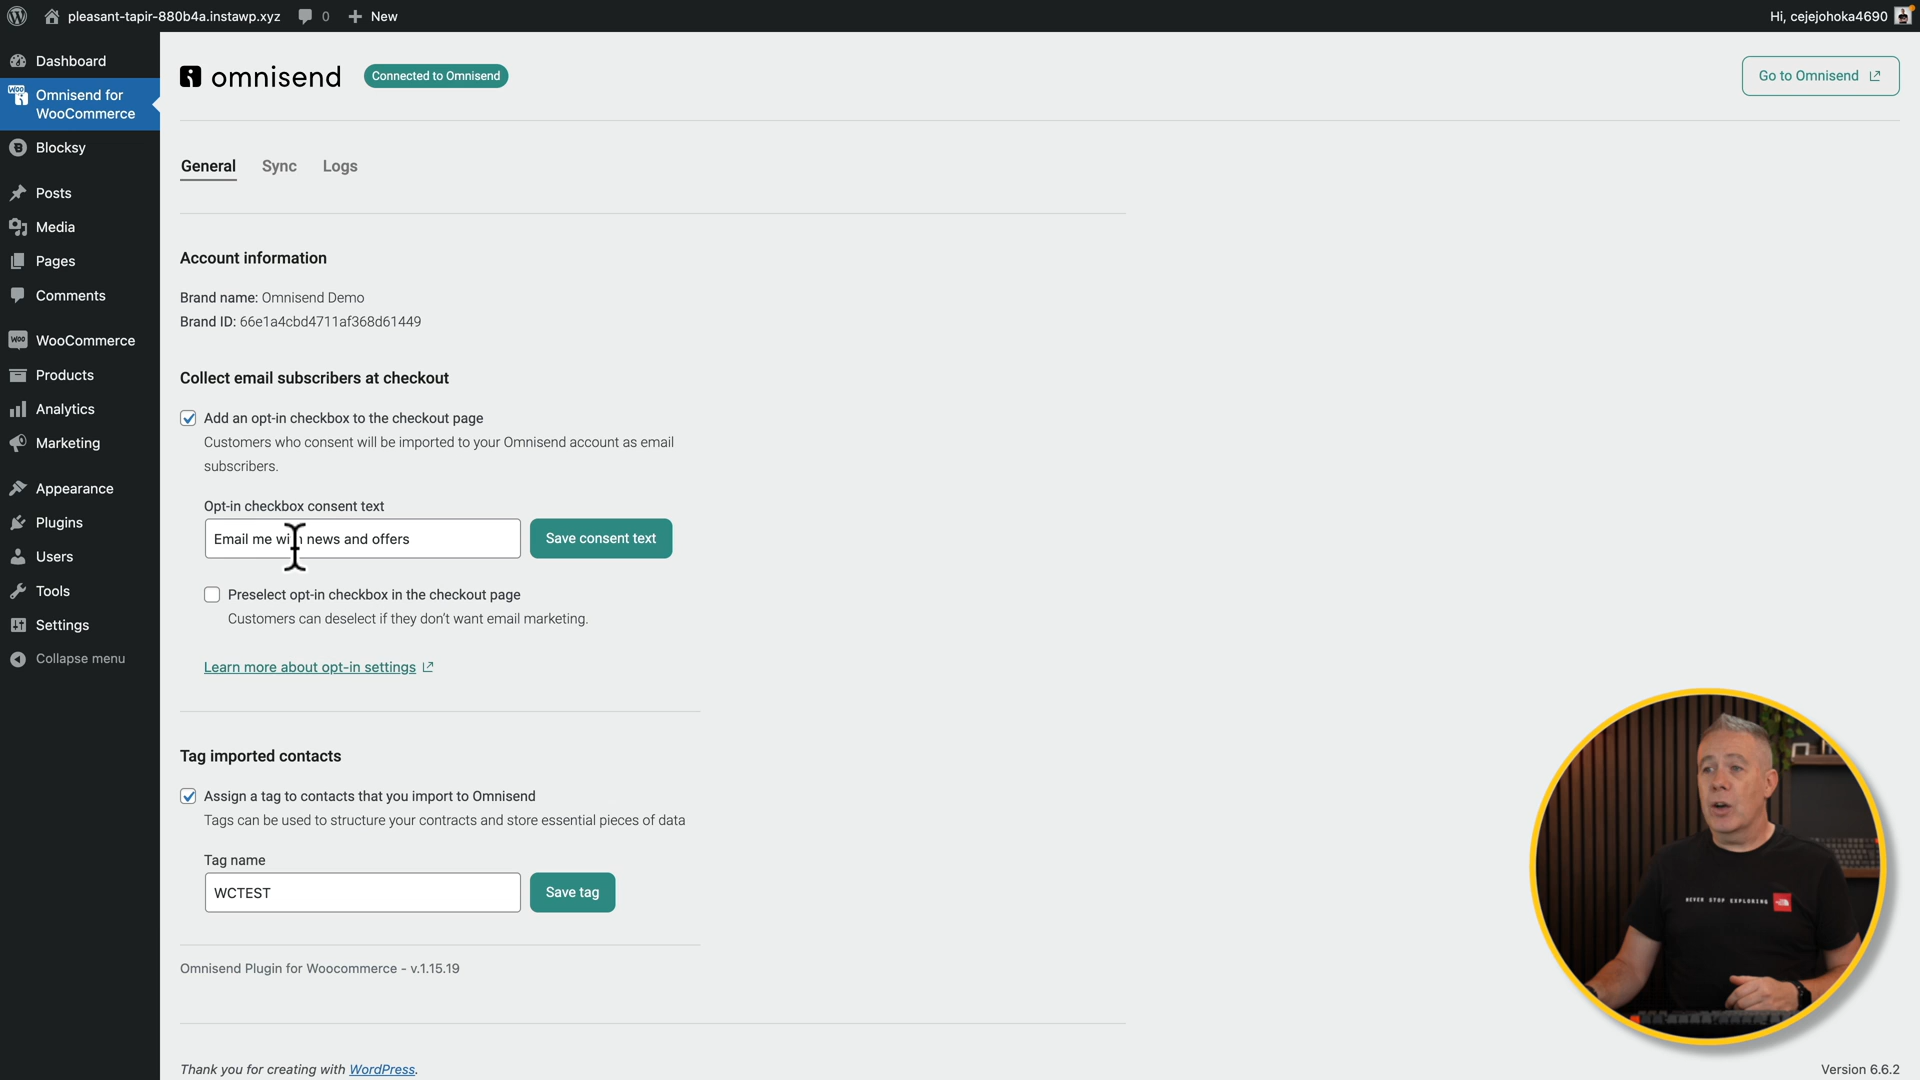 pleasant-tapir-880b4a.instawp.xyz 0 New Hi, cejejohoka4690
Dashboard
Omnisend for
WooCommerce
Blocksy
Posts
Media
Pages
Comments
WooCommerce
Products
Analytics
Marketing
Appearance
Plugins
Users
Tools
Settings
Collapse menu
omnisend Connected to Omnisend Go to Omnisend
General Sync Logs
Account information
Brand name: Omnisend Demo
Brand ID: 66e1a4cbd4711af368d61449
Collect email subscribers at checkout
Add an opt-in checkbox to the checkout page
Customers who consent will be imported to your Omnisend account as email
subscribers.
Opt-in checkbox consent text
Email me with news and offers Save consent text
Preselect opt-in checkbox in the checkout page
Customers can deselect if they don't want email marketing.
Learn more about opt-in settings
Tag imported contacts
Assign a tag to contacts that you import to Omnisend
Tags can be used to structure your contracts and store essential pieces of data
Tag name
WCTEST Save tag
Omnisend Plugin for Woocommerce - v.1.15.19
NEVER STOP EXPLORING
Thank you for creating with WordPress. Version 6.6.2